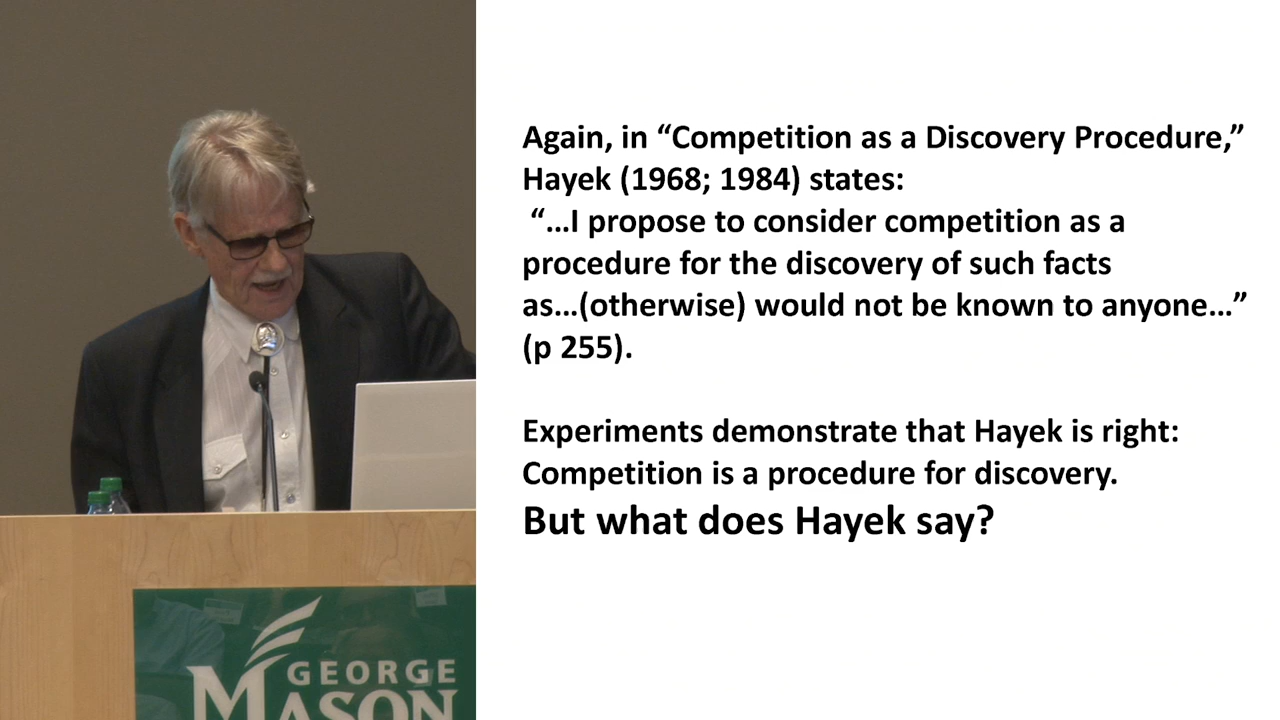 Again, in “Competition as a Discovery Procedure,”
Hayek (1968; 1984) states:
“…I propose to consider competition as a
procedure for the discovery of such facts
as…(otherwise) would not be known to anyone…”
(p 255).
Experiments demonstrate that Hayek is right:
Competition is a procedure for discovery.
But what does Hayek say?
GEORGE
MASON